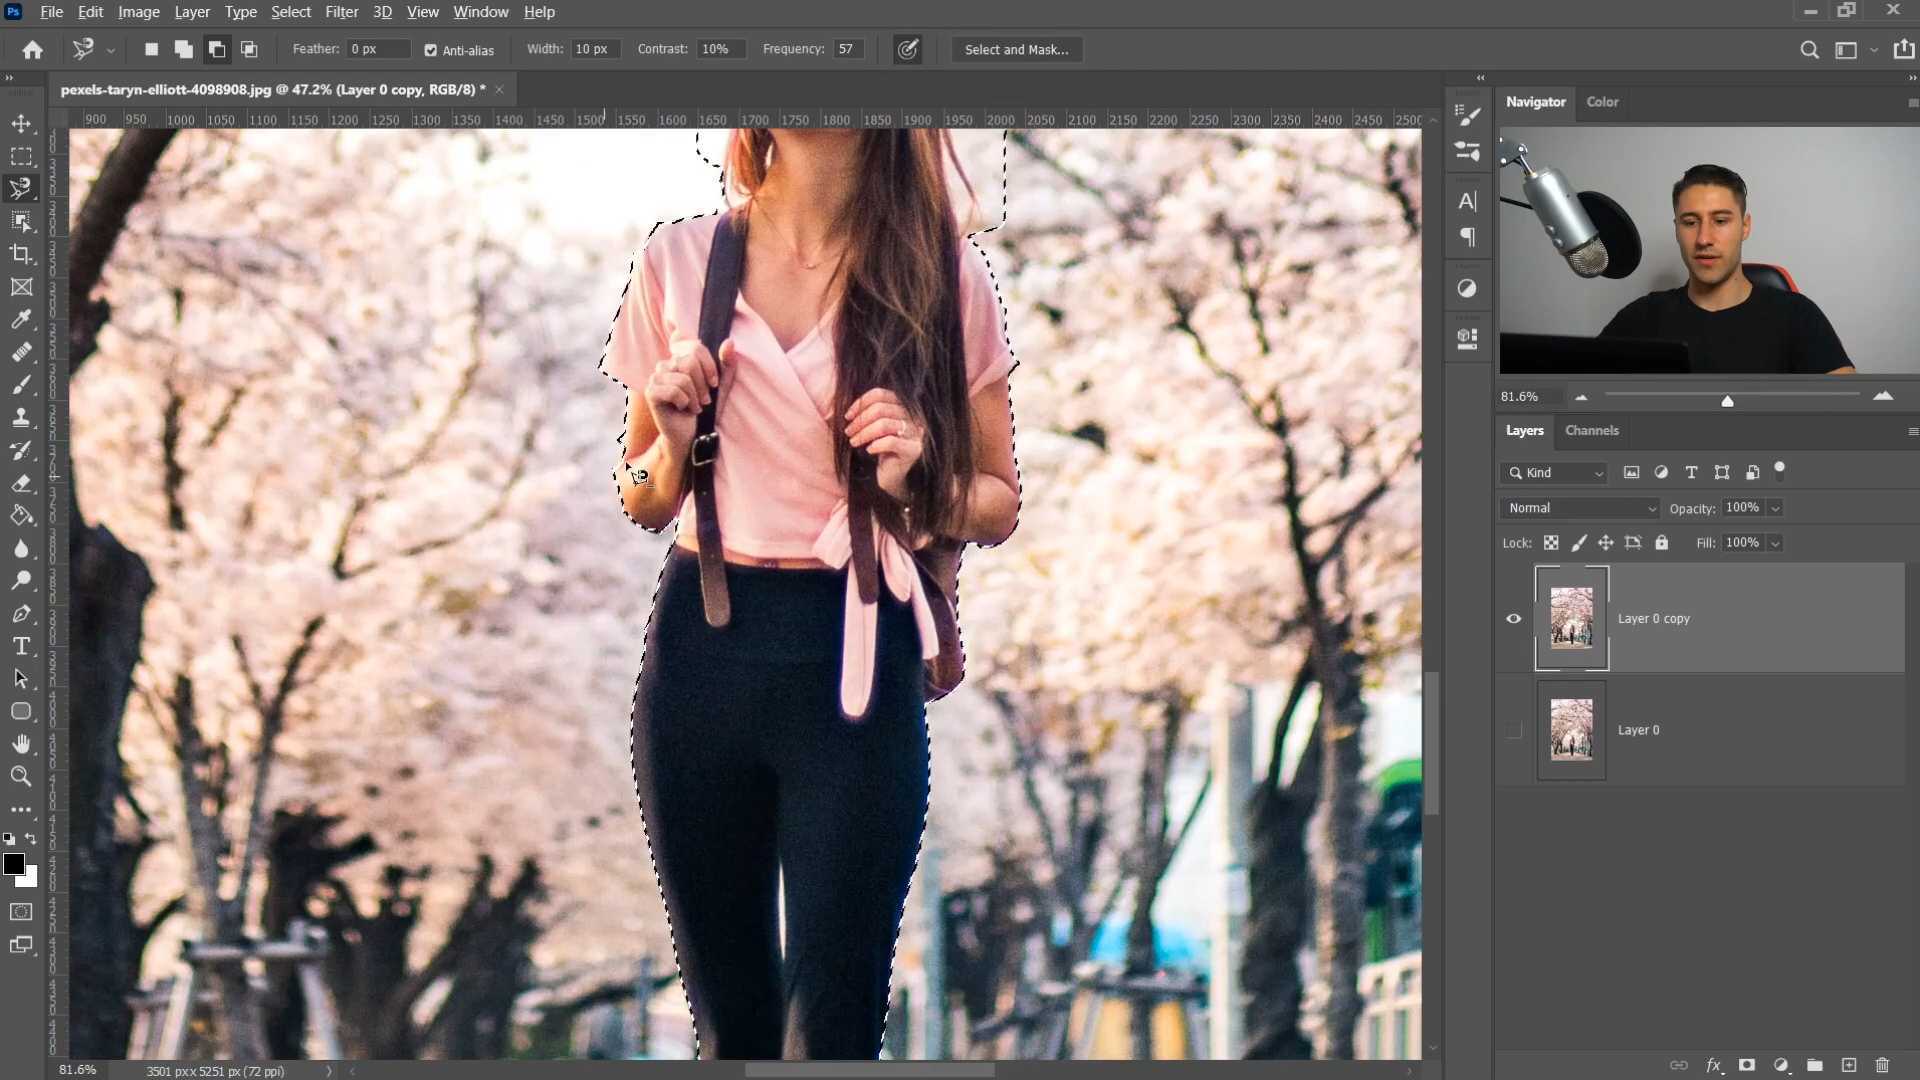 Ps File Edit Image Layer Type Select Filter 3D View Window Help
Feather: 0 px Anti-alias Width: 10 px Contrast: 10% Frequency: 57 Select and Mask...
pexels-taryn-elliott-4098908.jpg @ 47.2% (Layer 0 copy, RGB/8) *
900 950 1000 1050 1100 1150 1200 1250 1300 1350 1400 1450 1500 1550 1600 1650 1700 1750 1800 1850 1900 1950 2000 2050 2100 2150 2200 2250 2300 2350 2400 2500
Navigator Color
81.6%
Layers Channels
Kind
Normal Opacity: 100%
Lock: Fill: 100%
Layer 0 copy
Layer 0
fx
81.6% 3501 px x 5251 px (72 ppi)